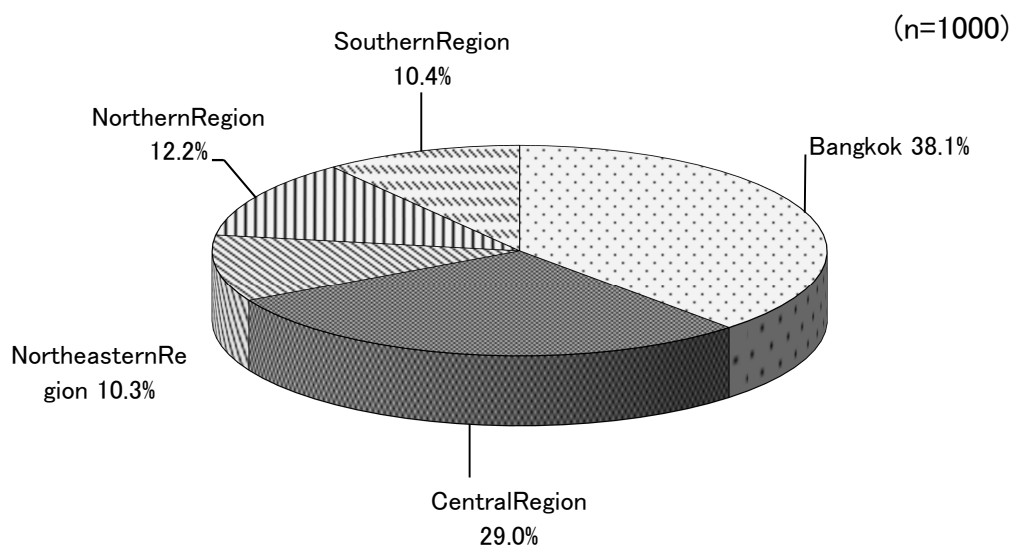 (n=1000)
SouthernRegion
10.4%
NorthernRegion
12.2%
Bangkok 38.1%
NortheasternRe
gion 10.3%
CentralRegion
29.0%